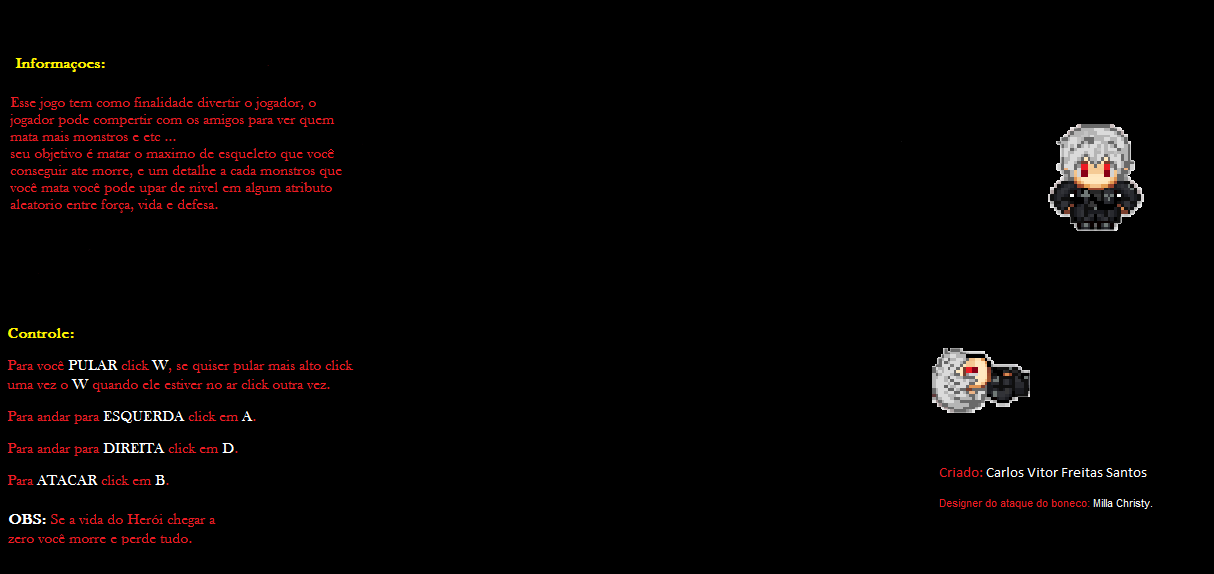 Informaçoes:
Esse jogo tem como finalidade divertir o jogador, o
jogador pode compertir com os amigos para ver quem
mata mais monstros e etc ...
seu objetivo é matar o maximo de esqueleto que você
conseguir ate morre, e um detalhe a cada monstros que
você mata você pode upar de nivel em algum atributo
aleatorio entre força, vida e defesa.
Controle:
Para você PULAR click W, se quiser pular mais alto click
uma vez o W quando ele estiver no ar click outra vez.
Para andar para ESQUERDA click em A.
Para andar para DIREITA click em D.
Para ATACAR click em B.
OBS: Se a vida do Herói chegar a
zero você morre e perde tudo.
Criado: Carlos Vitor Freitas Santos
Designer do ataque do boneco: Milla Christy.